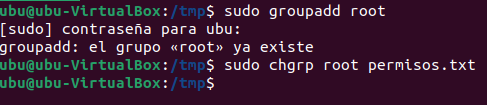 ubu@ubu-VirtualBox:/tmp$ sudo groupadd root
[sudo] contraseña para ubu:
groupadd: el grupo «root» ya existe
ubu@ubu-VirtualBox:/tmp$ sudo chgrp root permisos.txt
ubu@ubu-VirtualBox:/tmp$